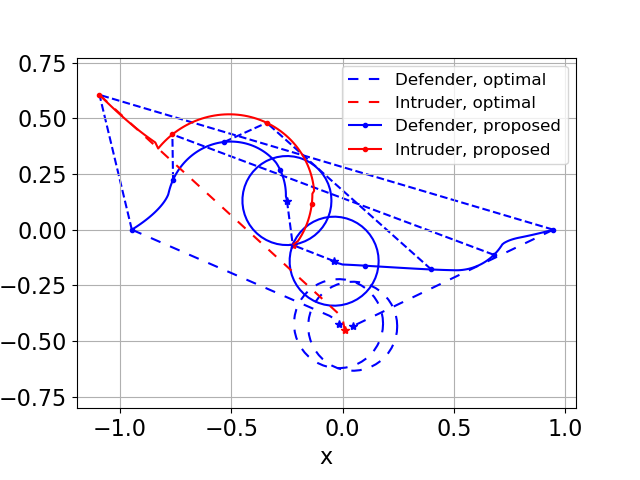 0.75
0.50
0.25
0.00
−0.25
−0.50
−0.75
Defender, optimal
Intruder, optimal
Defender, proposed
Intruder, proposed
−1.0 −0.5 0.0 0.5 1.0
x